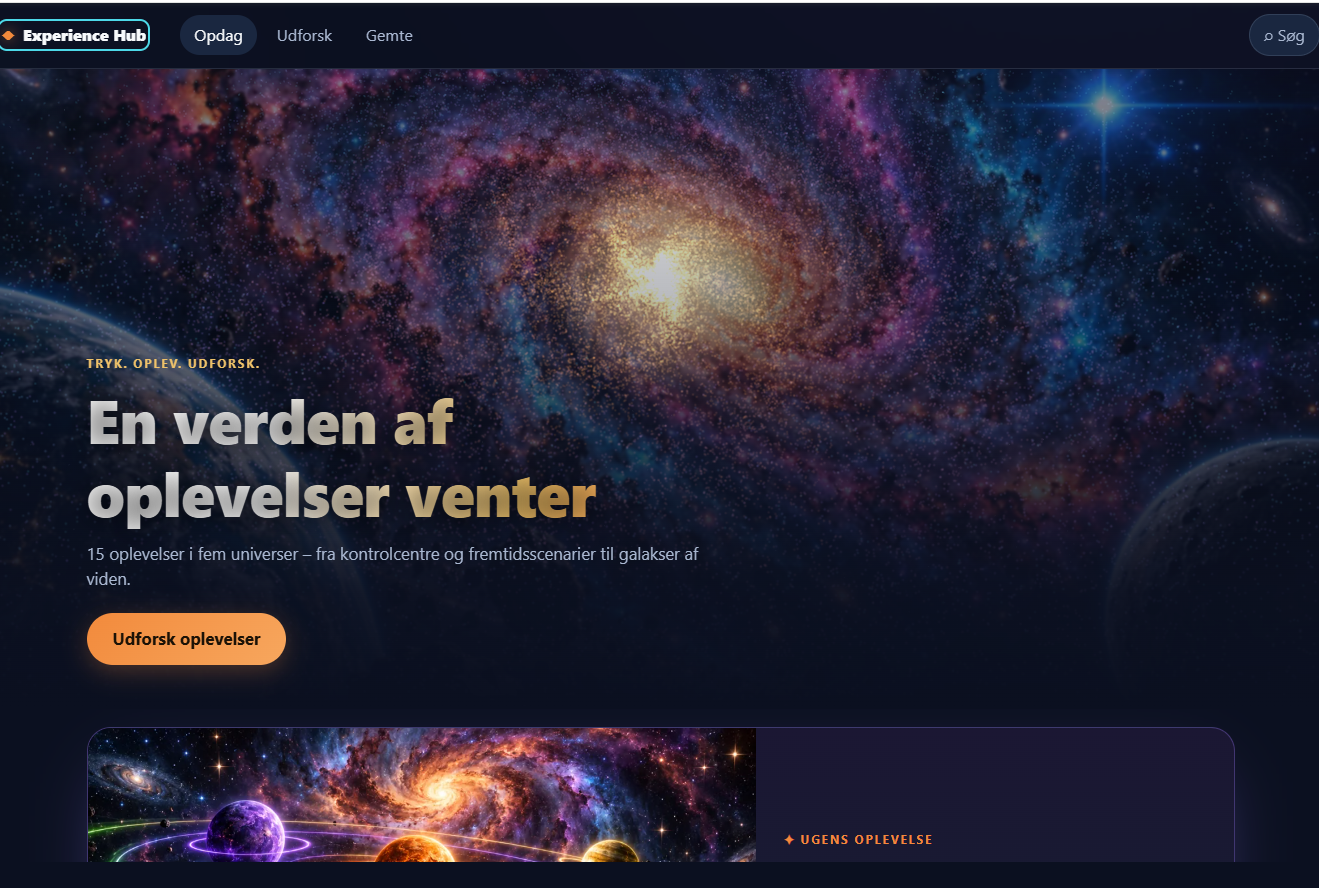 Experience Hub
Opdag
Udforsk
Gemte
Søg
TRYK. OPLEV. UDFORSK.
En verden af
oplevelser venter
15 oplevelser i fem universer – fra kontrolcentre og fremtidsscenarier til galakser af
viden.
Udforsk oplevelser
✦ UGENS OPLEVELSE